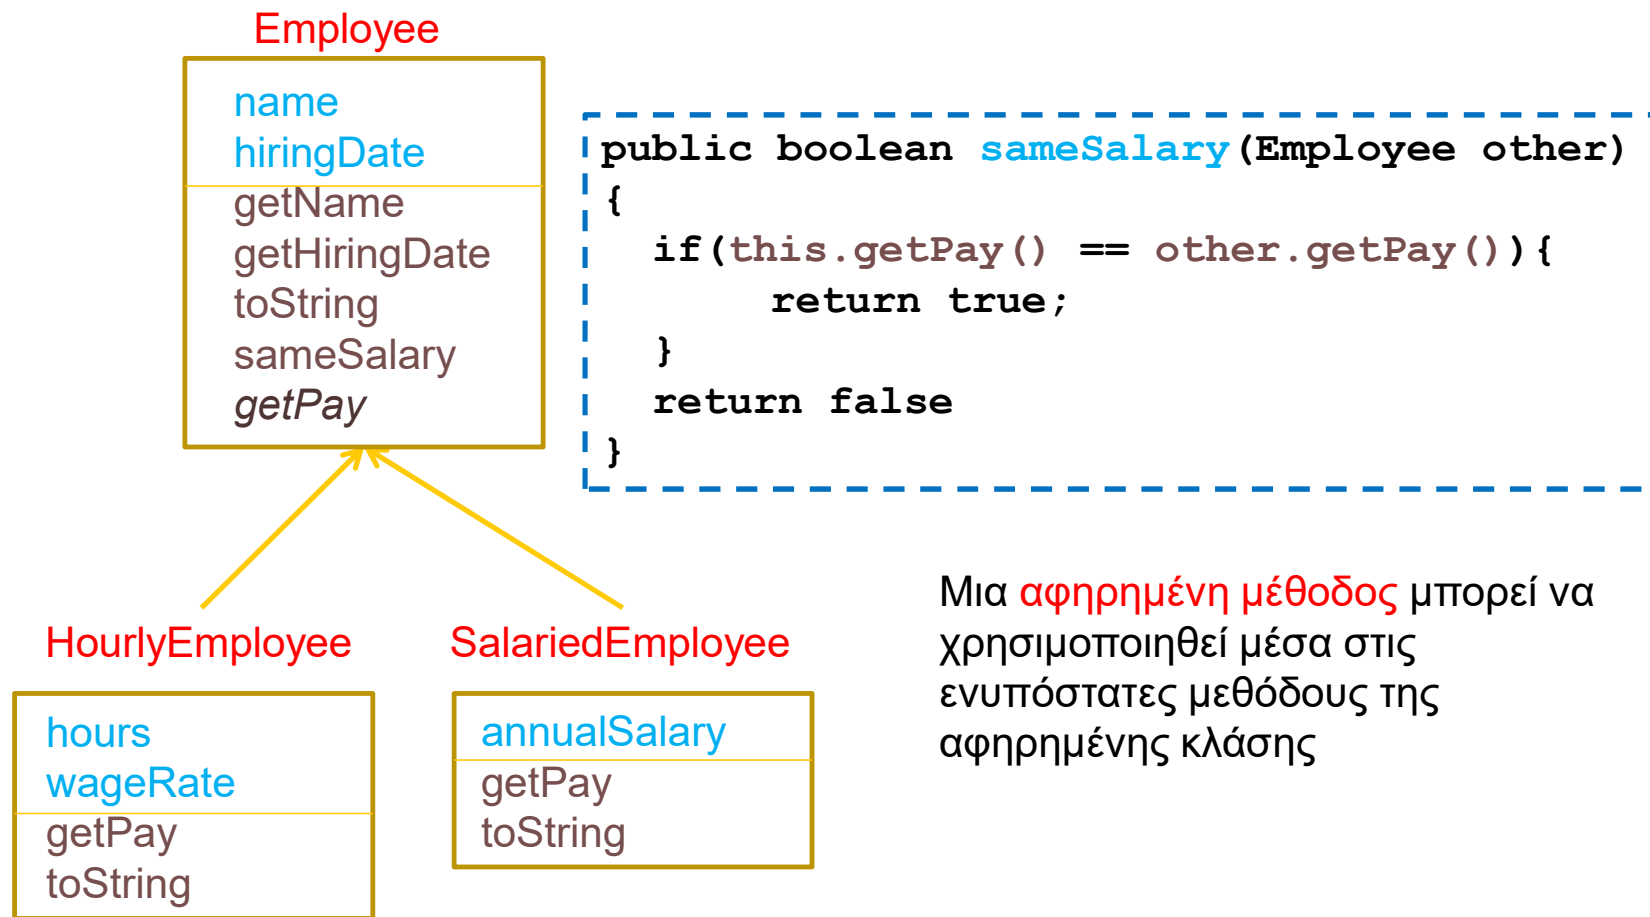 Employee
name
hiringDate
getName
getHiringDate
toString
sameSalary
getPay
public boolean sameSalary(Employee other)
{
if(this.getPay() == other.getPay()){
return true;
}
return false
}
HourlyEmployee
hours
wageRate
getPay
toString
SalariedEmployee
annualSalary
getPay
toString
Μια αφηρημένη μέθοδος μπορεί να
χρησιμοποιηθεί μέσα στις
ενυπόστατες μεθόδους της
αφηρημένης κλάσης